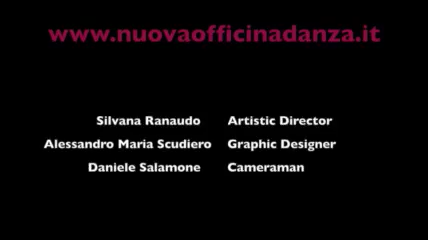 www.nuovaofficinadanza.it
Silvana Ranaudo Artistic Director
Alessandro Maria Scudiero Graphic Designer
Daniele Salamone Cameraman